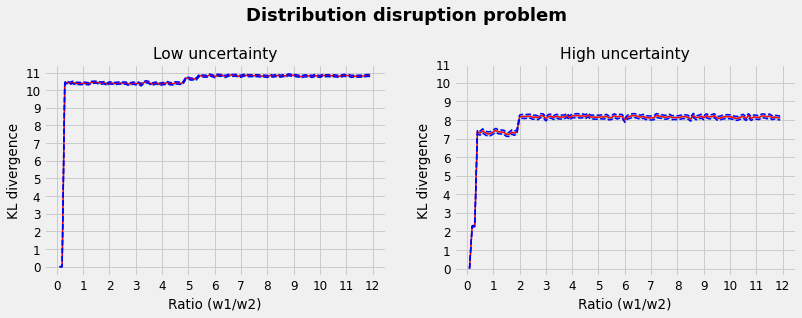 Distribution disruption problem
Low uncertainty
11
10
9
8
7
6
5
4
3
2
1
0
KL divergence
0 1 2 3 4 5 6 7 8 9 10 11 12
Ratio (w1/w2)
High uncertainty
11
10
9
8
7
6
5
4
3
2
1
0
KL divergence
0 1 2 3 4 5 6 7 8 9 10 11 12
Ratio (w1/w2)